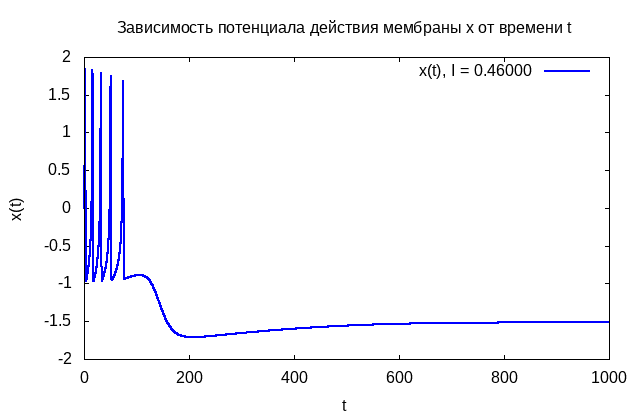 Зависимость потенциала действия мембраны x от времени t
x(t), I = 0.46000
2
1.5
1
0.5
0
-0.5
-1
-1.5
-2
x(t)
0 200 400 600 800 1000
t